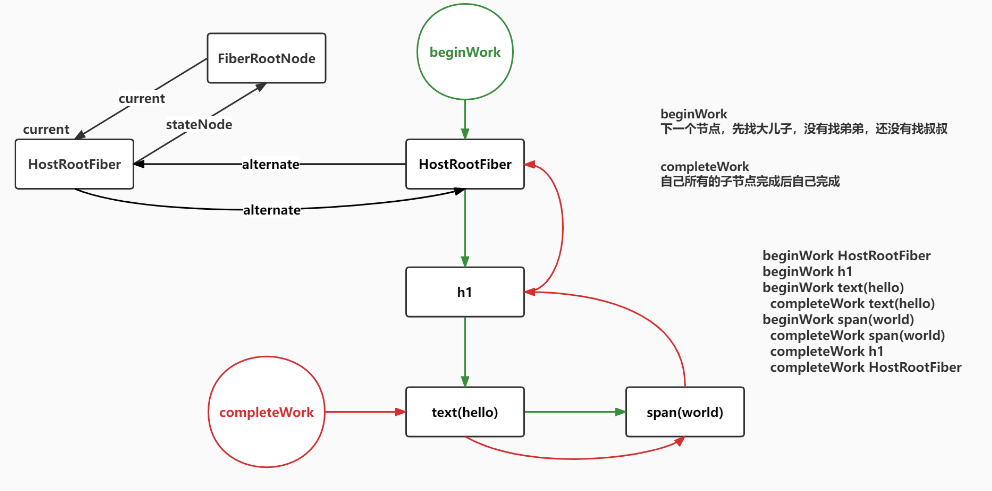 beginWork
FiberRootNode
current
stateNode
current
HostRootFiber
alternate
HostRootFiber
alternate
h1
completeWork
text(hello)
span(world)
beginWork
下一个节点，先找大儿子，没有找弟弟，还没有找叔叔
completeWork
自己所有的子节点完成后自己完成
beginWork HostRootFiber
beginWork h1
beginWork text(hello)
completeWork text(hello)
beginWork span(world)
completeWork span(world)
completeWork h1
completeWork HostRootFiber